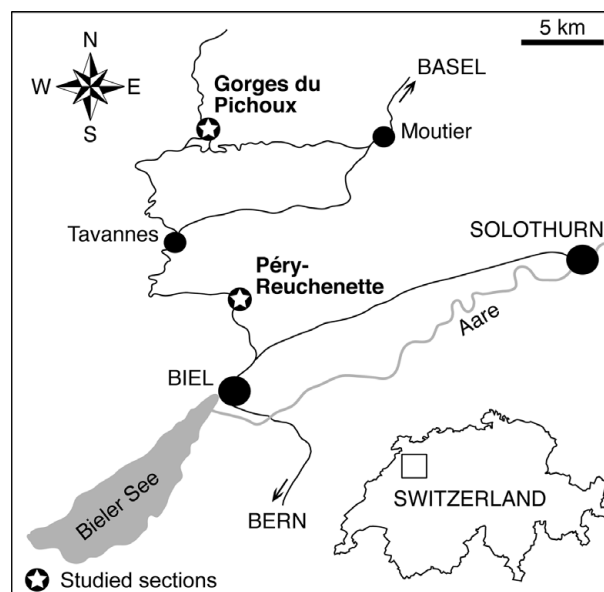 5 km
N
W E
S
BASEL
Gorges du
Pichoux
Moutier
Tavannes
SOLOTHURN
Péry-
Reuchenette
Aare
BIEL
Bieler See
BERN
SWITZERLAND
Studied sections